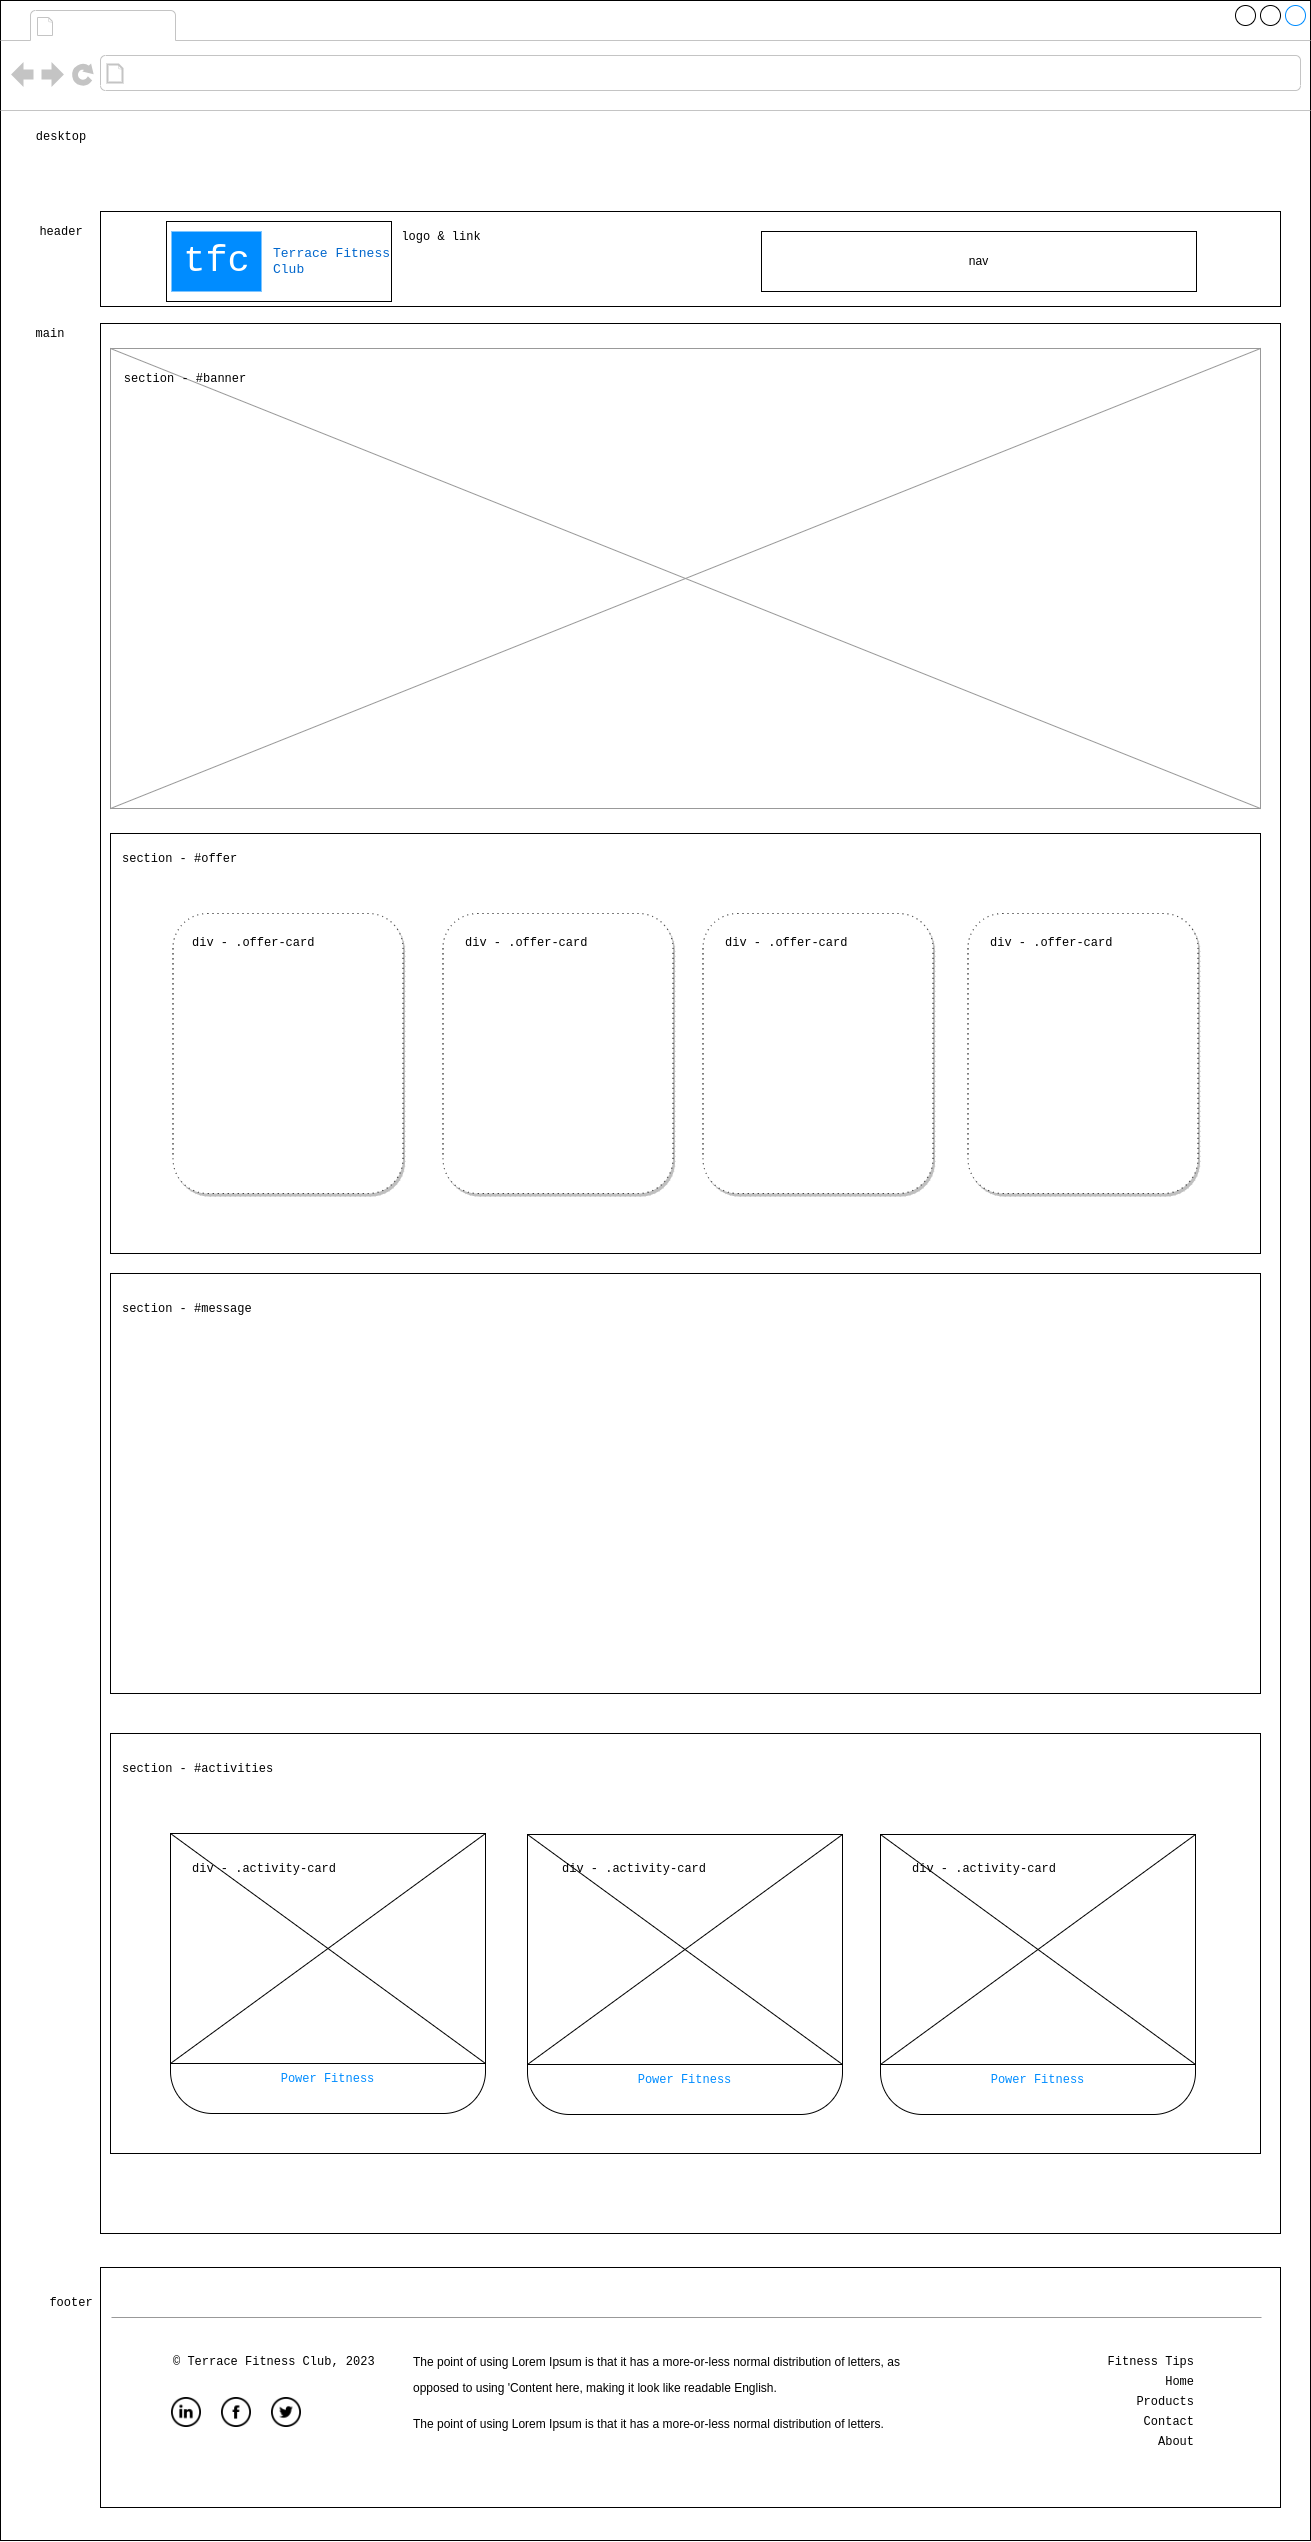 desktop
header
tfc
Terrace Fitness
Club
logo & link
nav
main
section - #banner
section - #offer
div - .offer-card
div - .offer-card
div - .offer-card
div - .offer-card
section - #message
section - #activities
div - .activity-card
div - .activity-card
div - .activity-card
Power Fitness
Power Fitness
Power Fitness
footer
© Terrace Fitness Club, 2023
in
f
The point of using Lorem Ipsum is that it has a more-or-less normal distribution of letters, as
opposed to using 'Content here, making it look like readable English.
The point of using Lorem Ipsum is that it has a more-or-less normal distribution of letters.
Fitness Tips
Home
Products
Contact
About